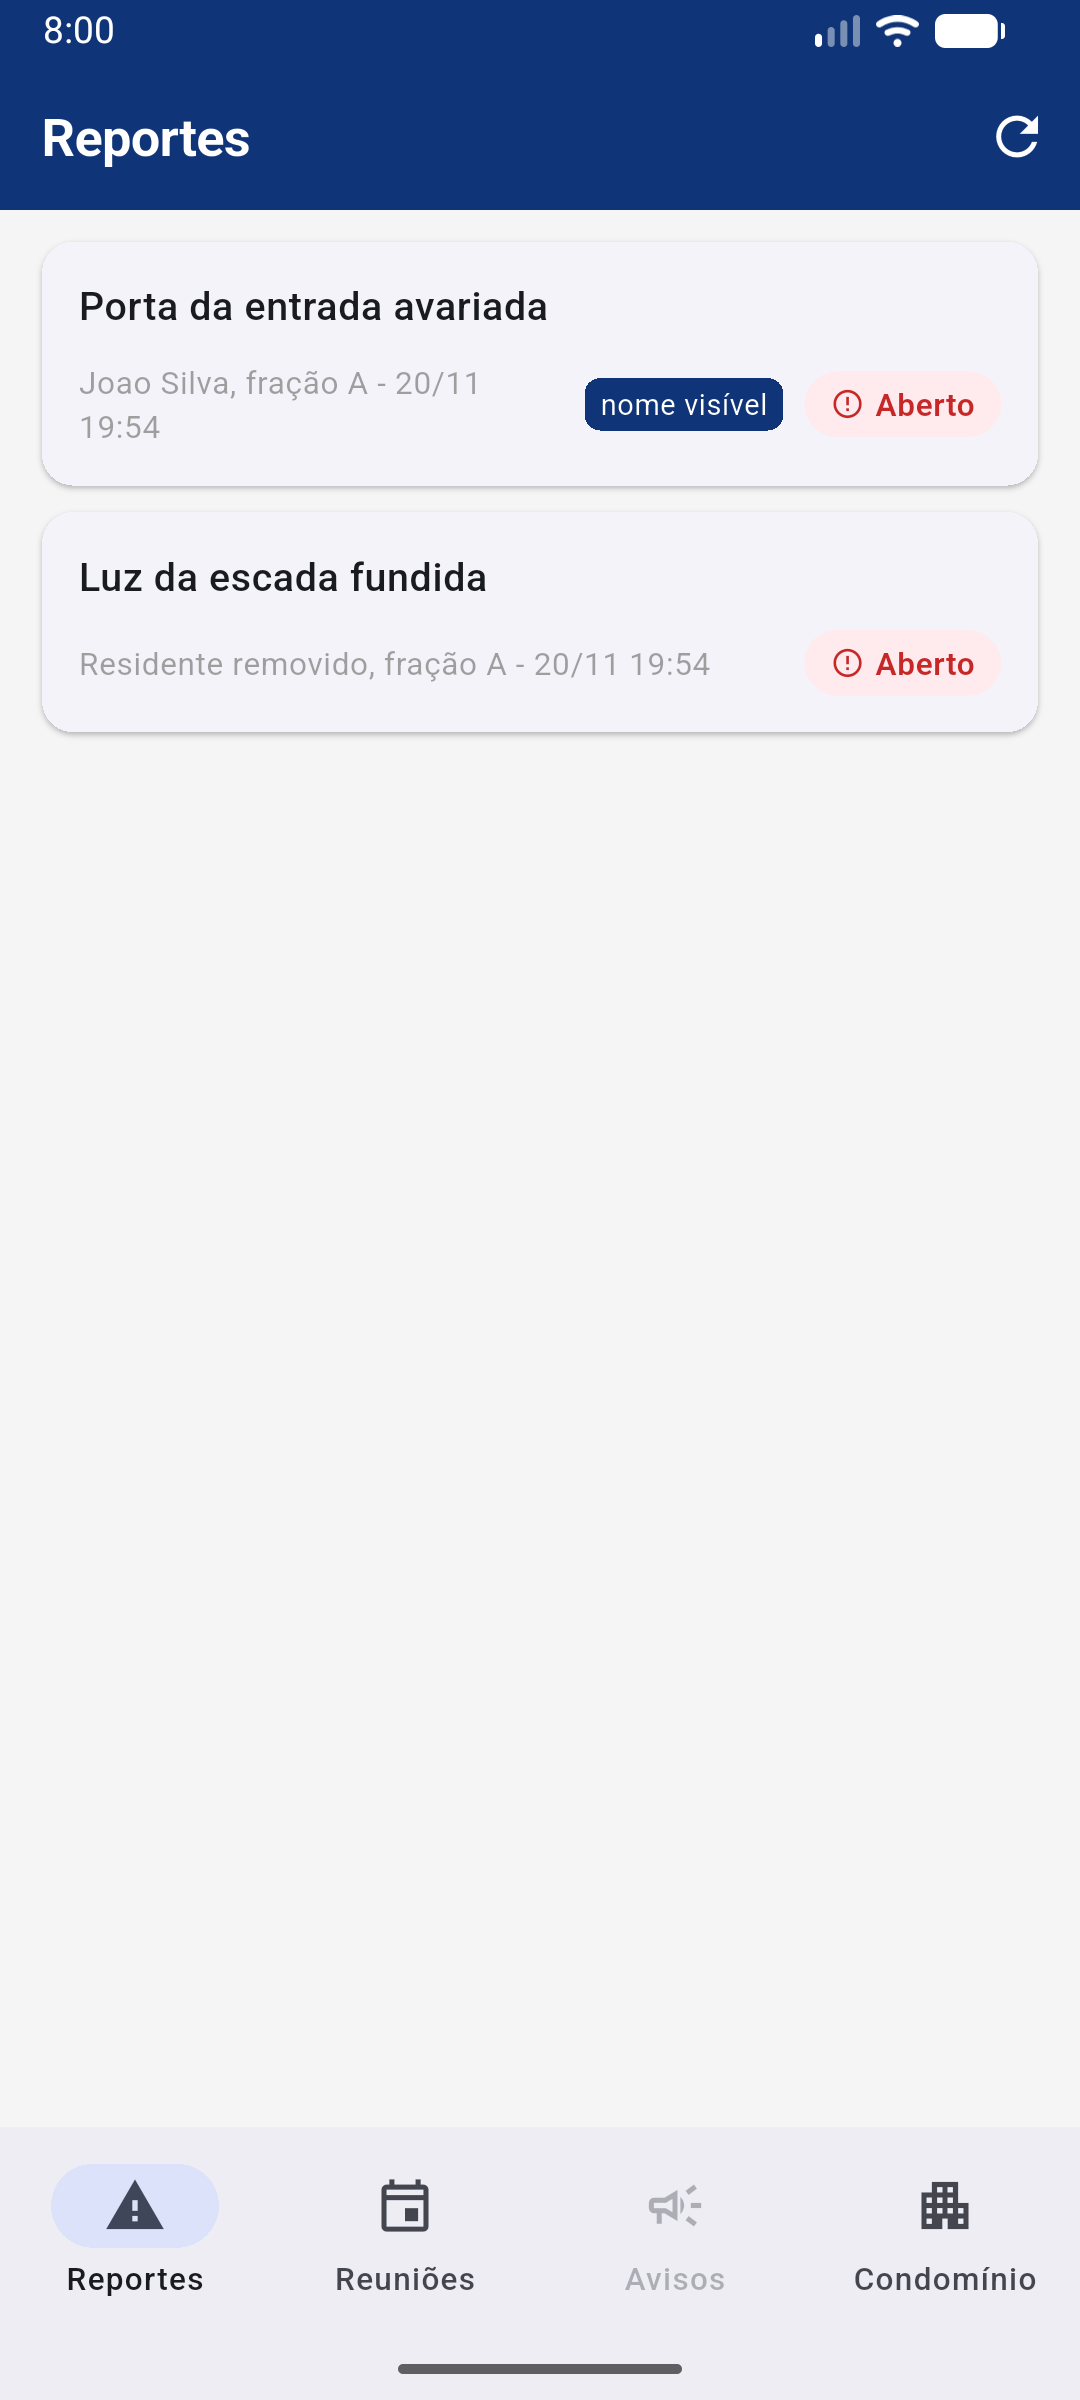 8:00
Reportes
Porta da entrada avariada
Joao Silva, fração A - 20/11
19:54
nome visível
Aberto
Luz da escada fundida
Residente removido, fração A - 20/11 19:54
Aberto
Reportes
Reuniões
Avisos
Condomínio